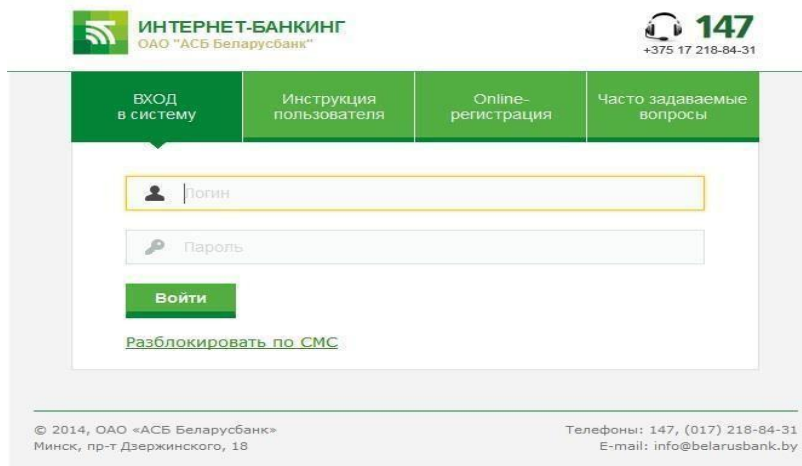 ИНТЕРНЕТ-БАНКИНГ
ОАО "АСБ Беларусбанк"
147
+375 17 218-84-31
ВХОД
в систему
Инструкция
пользователя
Online-
регистрация
Часто задаваемые
вопросы
Логин
Пароль
Войти
Разблокировать по СМС
© 2014, ОАО «АСБ Беларусбанк»
Минск, пр-т Дзержинского, 18
Телефоны: 147, (017) 218-84-31
E-mail: info@belarusbank.by